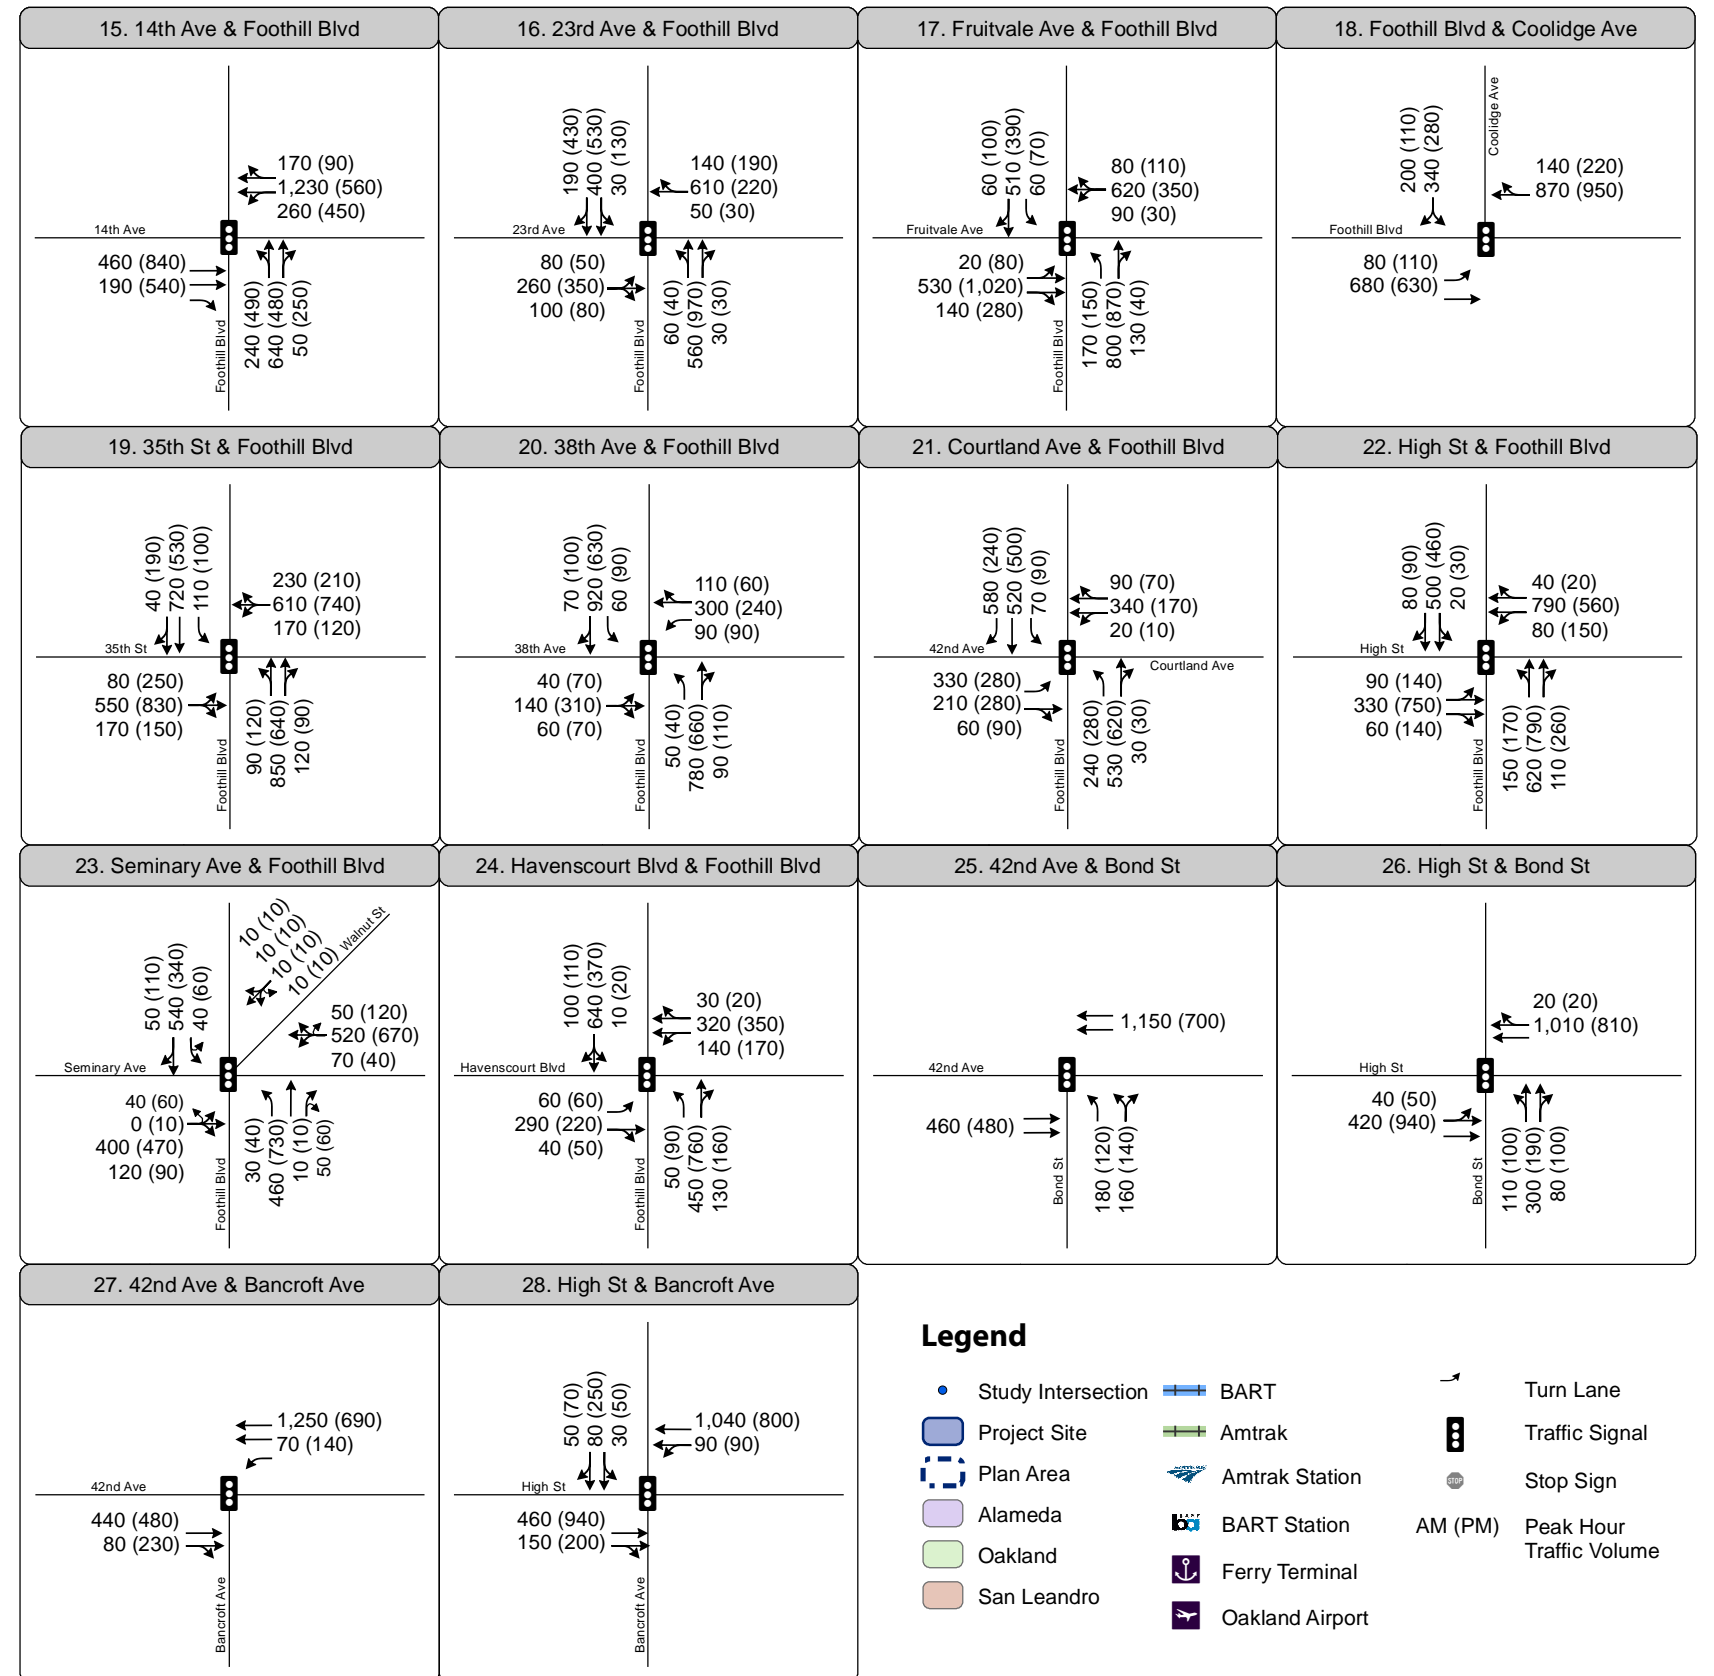 15. 14th Ave & Foothill Blvd
170 (90)
1,230 (560)
260 (450)
14th Ave
460 (840)
190 (540)
Foothill Blvd
240 (490)
640 (480)
50 (250)
16. 23rd Ave & Foothill Blvd
190 (430)
400 (530)
30 (130)
140 (190)
610 (220)
50 (30)
23rd Ave
80 (50)
260 (350)
100 (80)
Foothill Blvd
60 (40)
560 (970)
30 (30)
17. Fruitvale Ave & Foothill Blvd
60 (100)
510 (390)
60 (70)
80 (110)
620 (350)
90 (30)
Fruitvale Ave
20 (80)
530 (1,020)
140 (280)
Foothill Blvd
170 (150)
800 (870)
130 (40)
18. Foothill Blvd & Coolidge Ave
200 (110)
340 (280)
Coolidge Ave
140 (220)
870 (950)
Foothill Blvd
80 (110)
680 (630)
19. 35th St & Foothill Blvd
40 (190)
720 (530)
110 (100)
230 (210)
610 (740)
170 (120)
35th St
80 (250)
550 (830)
170 (150)
Foothill Blvd
90 (120)
850 (640)
120 (90)
20. 38th Ave & Foothill Blvd
70 (100)
920 (630)
60 (90)
110 (60)
300 (240)
90 (90)
38th Ave
40 (70)
140 (310)
60 (70)
Foothill Blvd
50 (40)
780 (660)
90 (110)
21. Courtland Ave & Foothill Blvd
580 (240)
520 (500)
70 (90)
90 (70)
340 (170)
20 (10)
42nd Ave
Courtland Ave
330 (280)
210 (280)
60 (90)
Foothill Blvd
240 (280)
530 (620)
30 (30)
22. High St & Foothill Blvd
80 (90)
500 (460)
20 (30)
40 (20)
790 (560)
80 (150)
High St
90 (140)
330 (750)
60 (140)
Foothill Blvd
150 (170)
620 (790)
110 (260)
23. Seminary Ave & Foothill Blvd
50 (110)
540 (340)
40 (60)
10 (10)
10 (10)
10 (10)
10 (10)
Walnut St
50 (120)
520 (670)
70 (40)
Seminary Ave
40 (60)
0 (10)
400 (470)
120 (90)
Foothill Blvd
30 (40)
460 (730)
10 (10)
50 (60)
24. Havenscourt Blvd & Foothill Blvd
100 (110)
640 (370)
10 (20)
30 (20)
320 (350)
140 (170)
Havenscourt Blvd
60 (60)
290 (220)
40 (50)
Foothill Blvd
50 (90)
450 (760)
130 (160)
25. 42nd Ave & Bond St
1,150 (700)
42nd Ave
460 (480)
Bond St
180 (120)
160 (140)
26. High St & Bond St
20 (20)
1,010 (810)
High St
40 (50)
420 (940)
Bond St
110 (100)
300 (190)
80 (100)
27. 42nd Ave & Bancroft Ave
1,250 (690)
70 (140)
42nd Ave
440 (480)
80 (230)
Bancroft Ave
28. High St & Bancroft Ave
50 (70)
80 (250)
30 (50)
1,040 (800)
90 (90)
High St
460 (940)
150 (200)
Bancroft Ave
Legend
Study Intersection
Project Site
Plan Area
Alameda
Oakland
San Leandro
BART
Amtrak
Amtrak Station
BART Station
Ferry Terminal
Oakland Airport
Turn Lane
Traffic Signal
STOP
Stop Sign
AM (PM)
Peak Hour
Traffic Volume